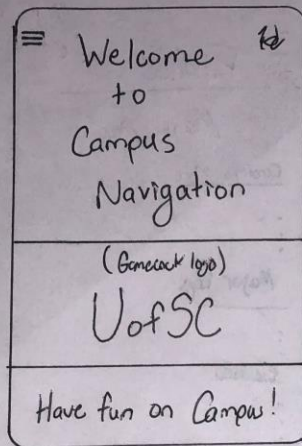 Welcome
to
Campus
Navigation
(Gamecock logo)
UofSC
Have fun on Campus!